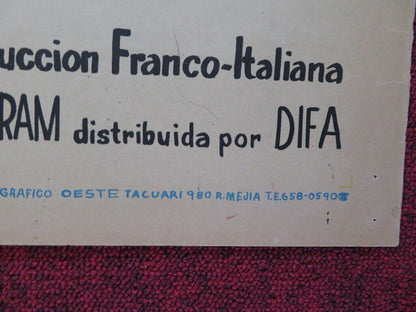 uccion Franco-Italiana
RAM distribuida por DIFA
GRAFICO OESTE TACUARI 980 R. MEJIA T.E. 658-0590